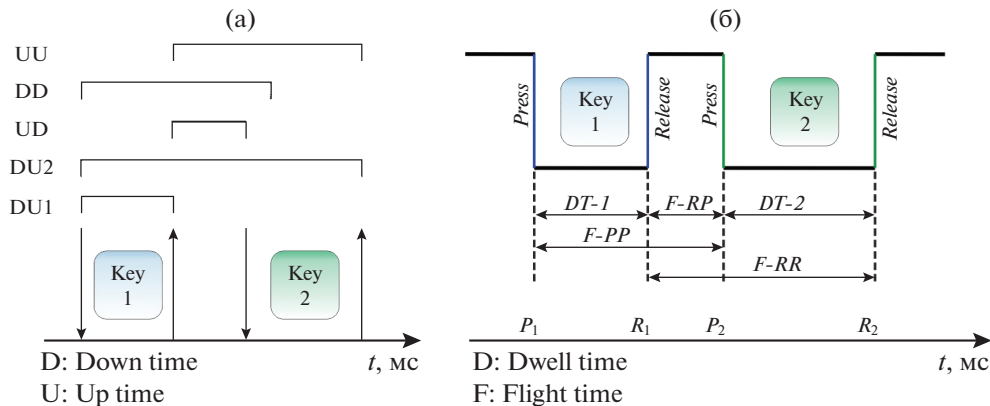 (а)
UU
DD
UD
DU2
DU1
Key
1
Key
2
D: Down time
t, мс
U: Up time
(б)
Press
Key
1
Release
Press
Key
2
Release
DT-1
F-RP
DT-2
F-PP
F-RR
P1
R1
P2
R2
D: Dwell time
t, мс
F: Flight time